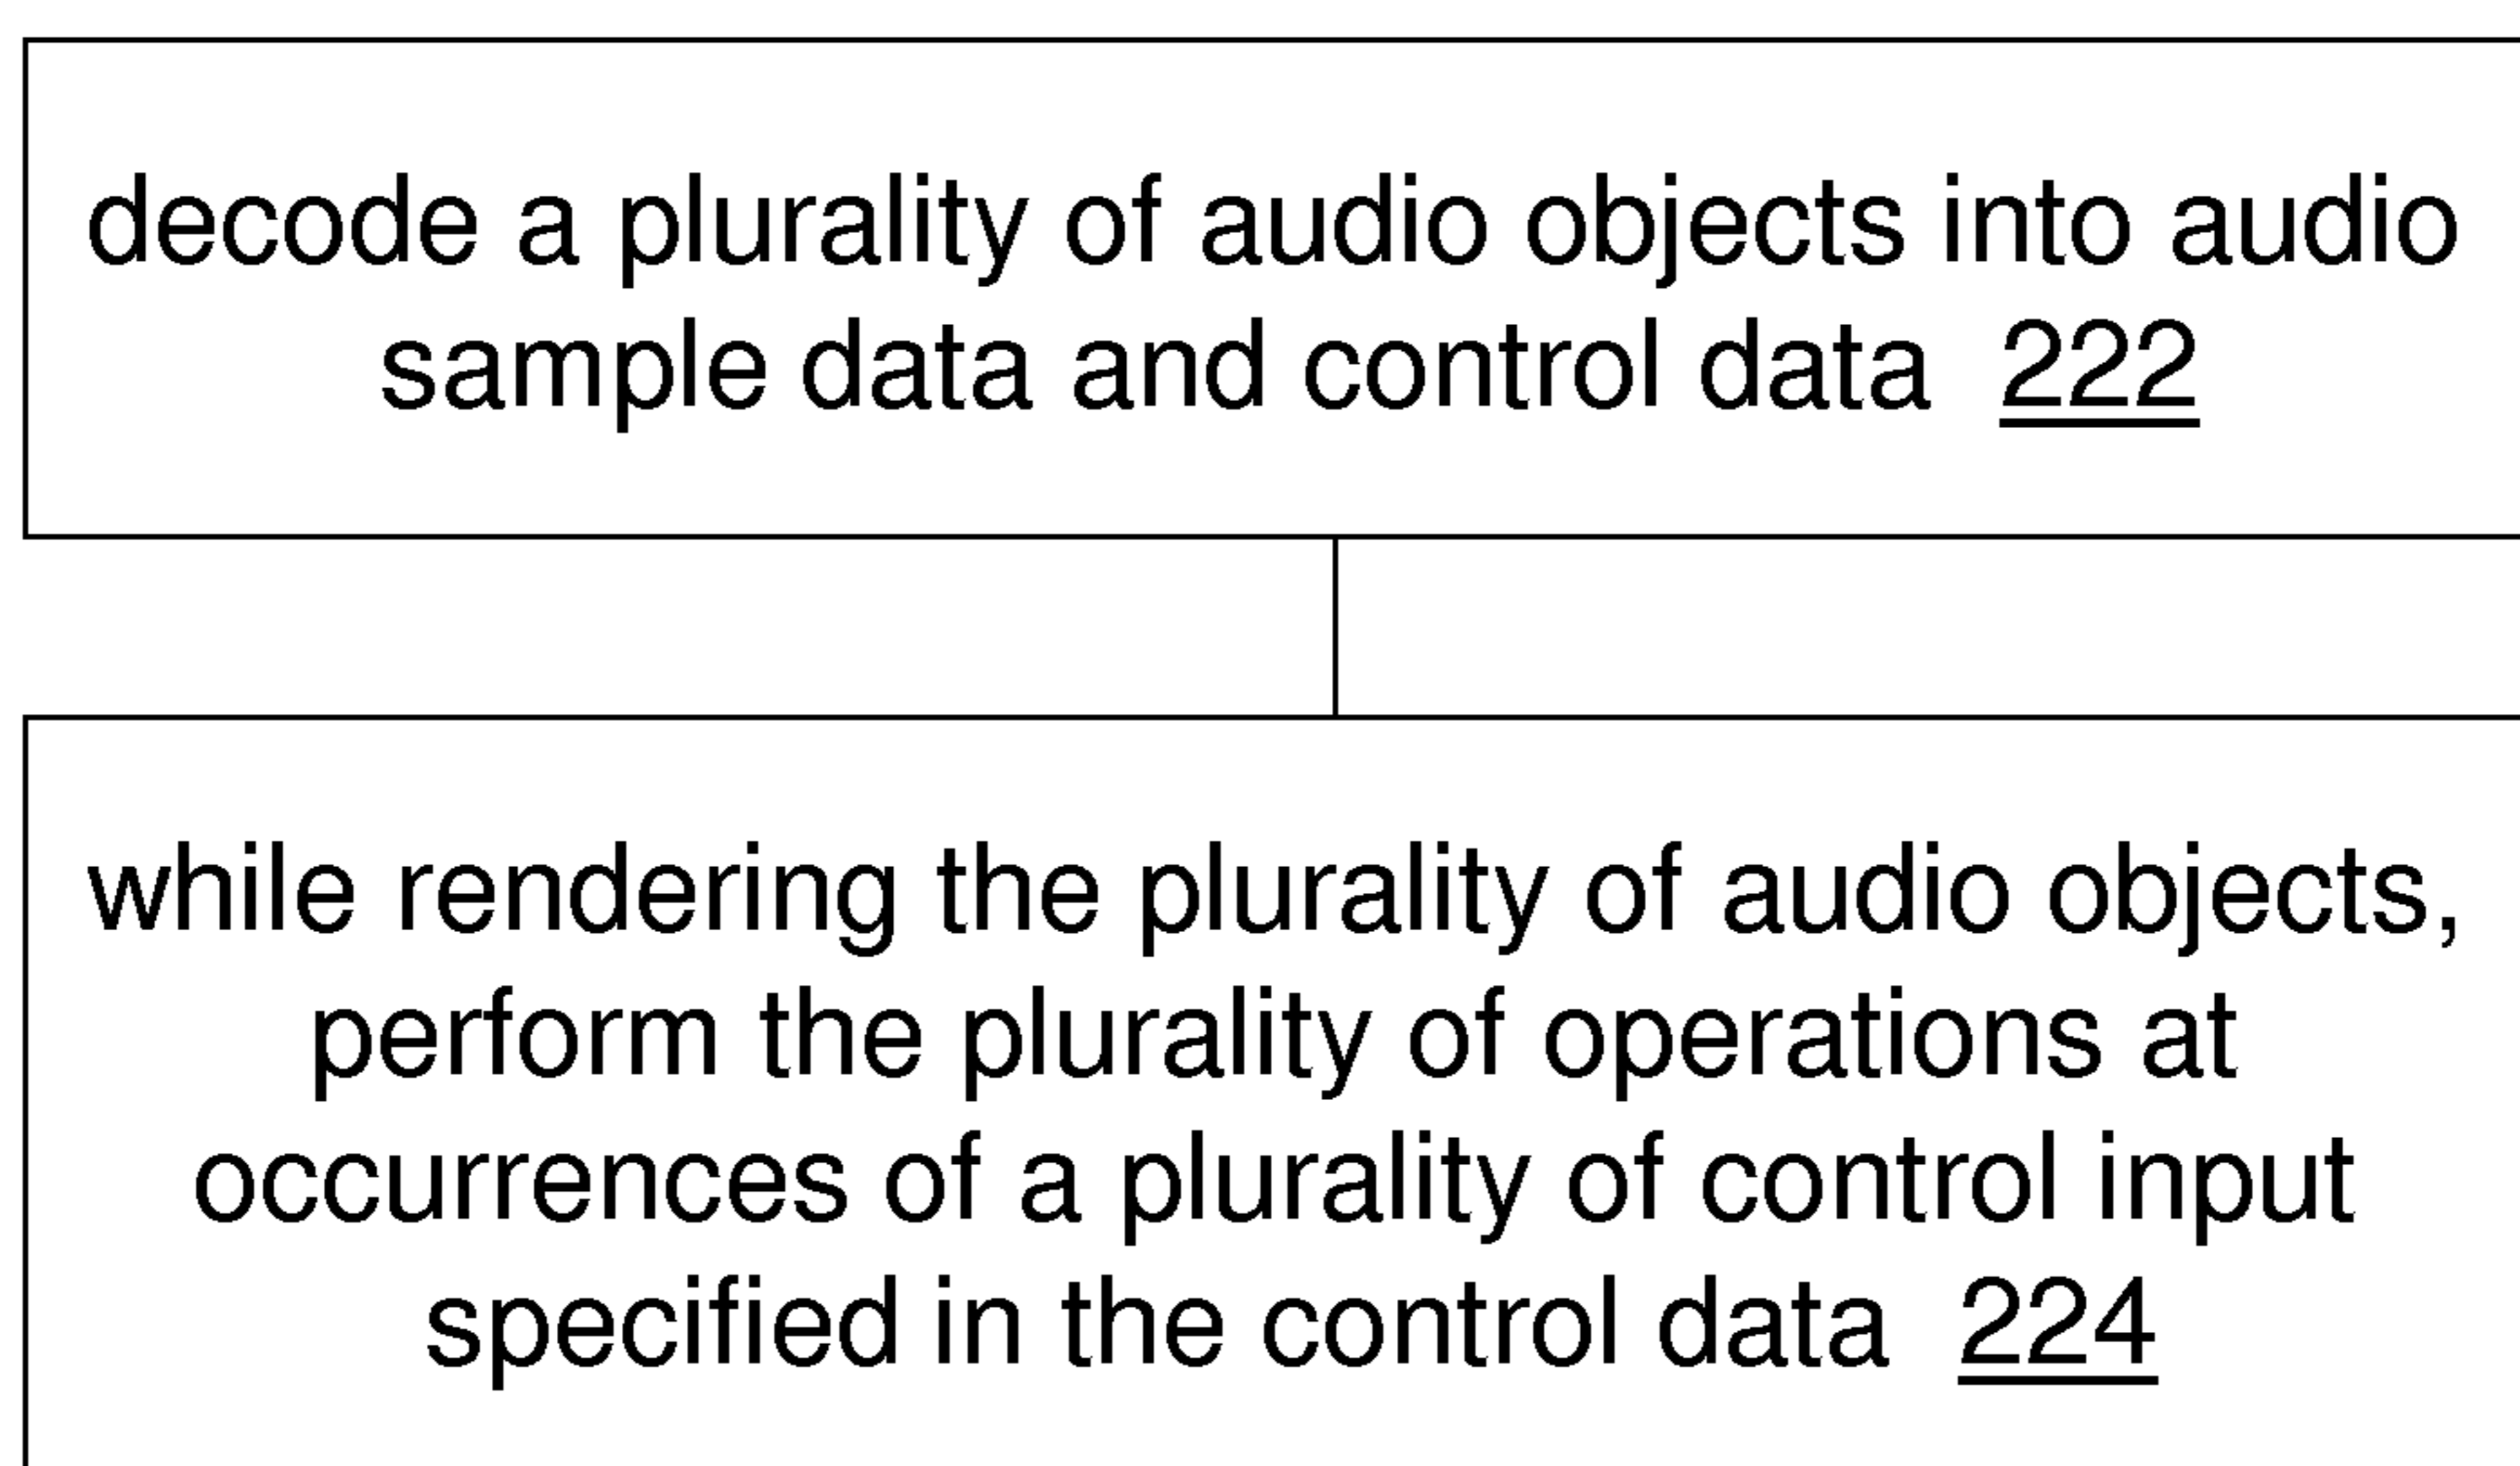 decode a plurality of audio objects into audio
sample data and control data 222
while rendering the plurality of audio objects,
perform the plurality of operations at
occurrences of a plurality of control input
specified in the control data 224